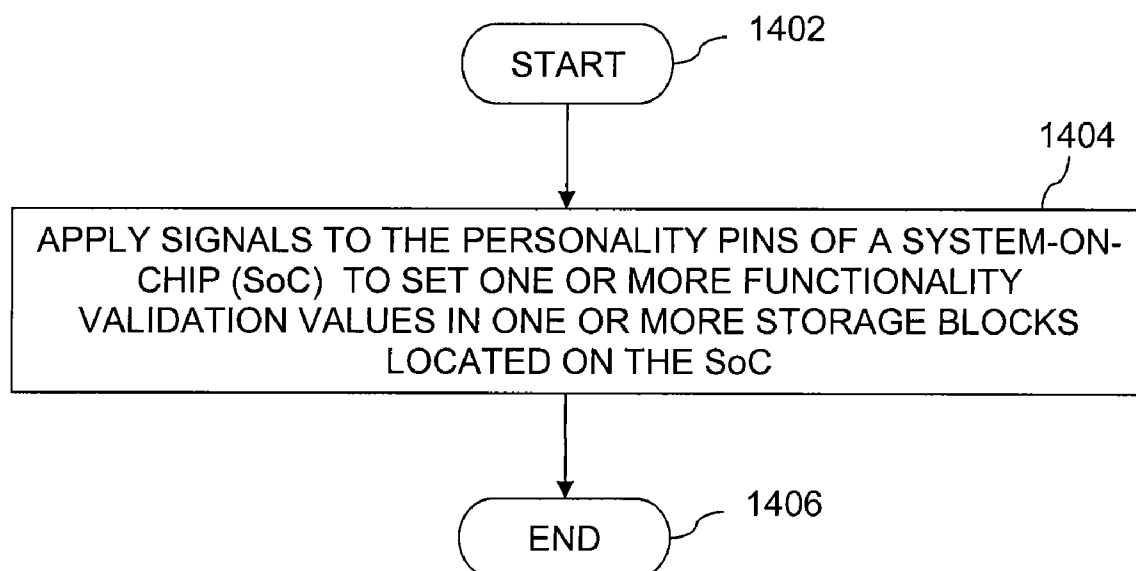 1402
START
1404
APPLY SIGNALS TO THE PERSONALITY PINS OF A SYSTEM-ON-
CHIP (SoC) TO SET ONE OR MORE FUNCTIONALITY
VALIDATION VALUES IN ONE OR MORE STORAGE BLOCKS
LOCATED ON THE SoC
1406
END